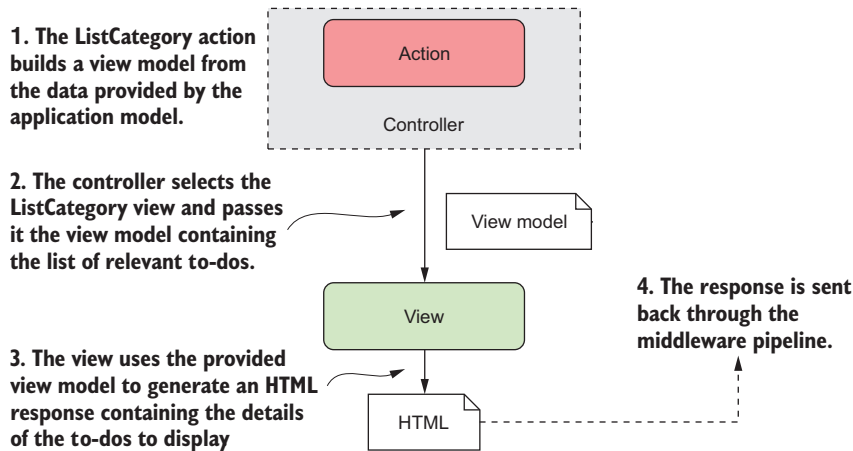 1. The ListCategory action
builds a view model from
the data provided by the
application model.
Action
Controller
2. The controller selects the
ListCategory view and passes
it the view model containing
the list of relevant to-dos.
View model
View
4. The response is sent
back through the
middleware pipeline.
3. The view uses the provided
view model to generate an HTML
response containing the details
of the to-dos to display
HTML